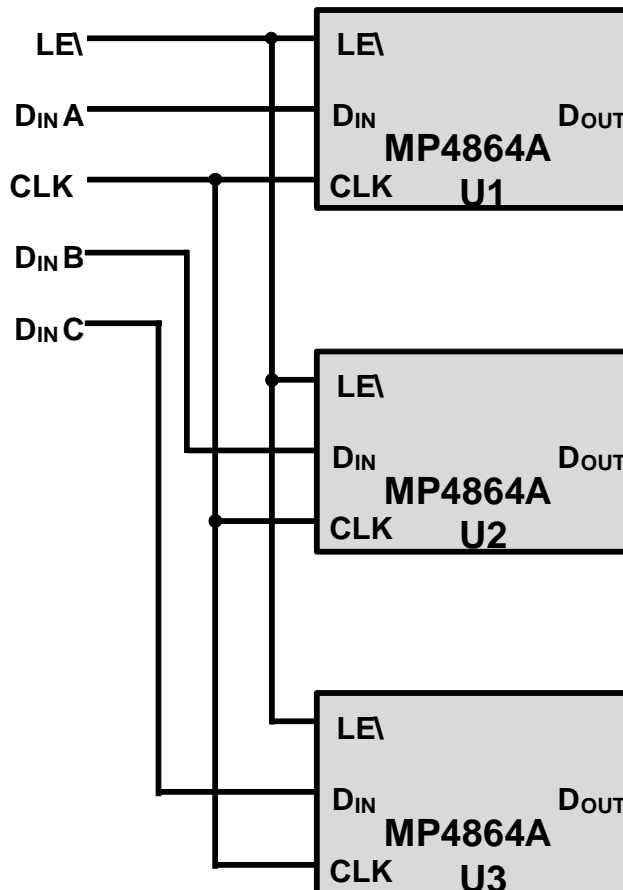 LE\
DIN A
CLK
DIN B
DIN C
LE\
DIN DOUT
MP4864A
CLK U1
LE\
DIN DOUT
MP4864A
CLK U2
LE\
DIN DOUT
MP4864A
CLK U3